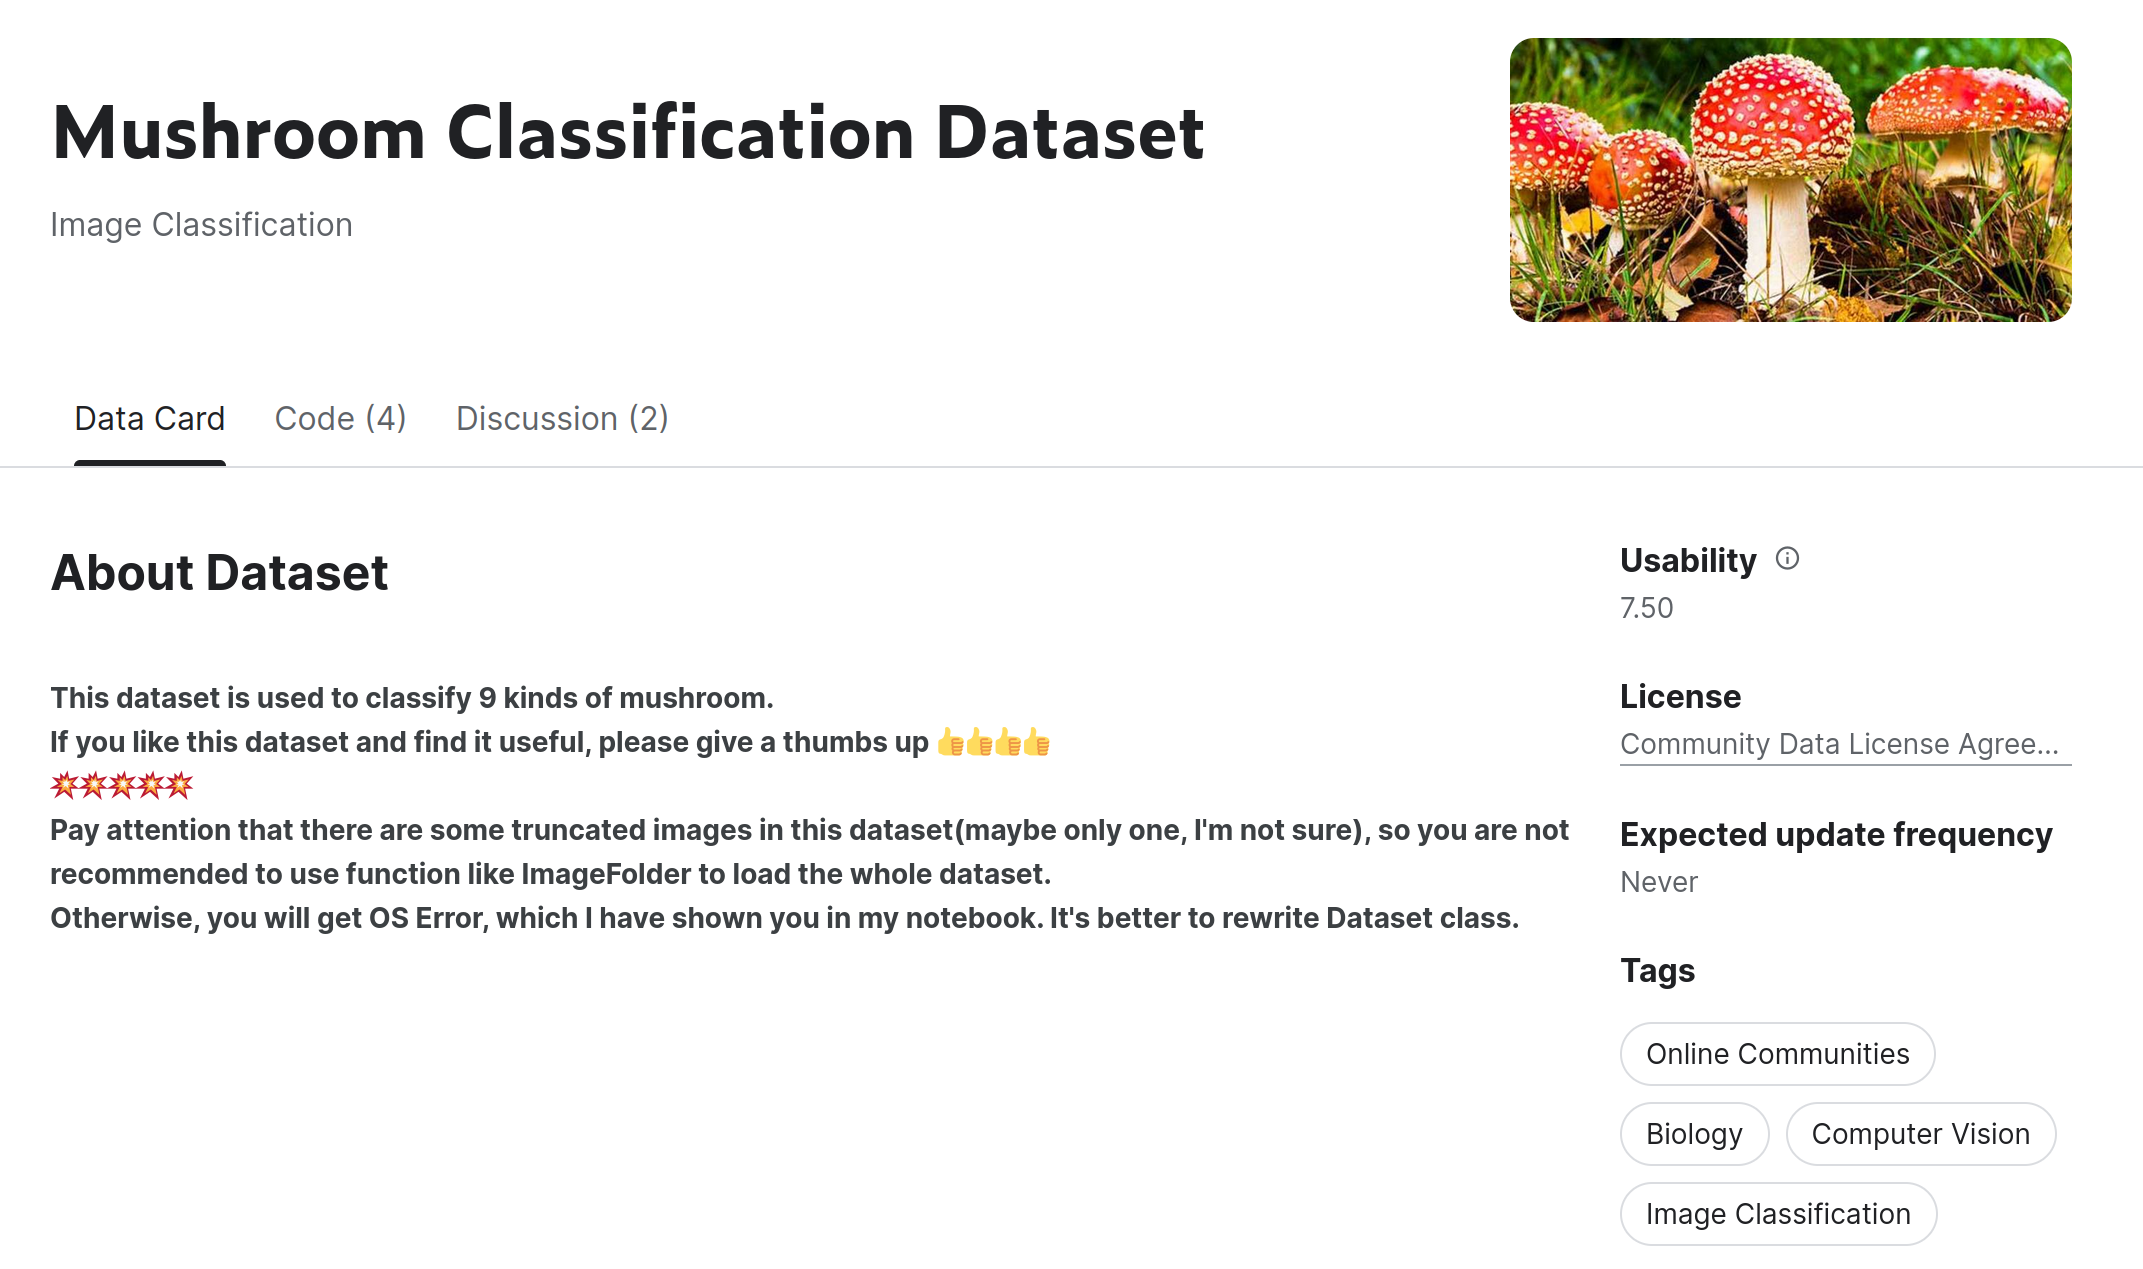 Mushroom Classification Dataset
Image Classification
Data Card Code (4) Discussion (2)
About Dataset
This dataset is used to classify 9 kinds of mushroom.
If you like this dataset and find it useful, please give a thumbs up 👍👍👍👍
💥💥💥💥💥
Pay attention that there are some truncated images in this dataset(maybe only one, I'm not sure), so you are not
recommended to use function like ImageFolder to load the whole dataset.
Otherwise, you will get OS Error, which I have shown you in my notebook. It's better to rewrite Dataset class.
Usability
7.50
License
Community Data License Agree...
Expected update frequency
Never
Tags
Online Communities
Biology Computer Vision
Image Classification